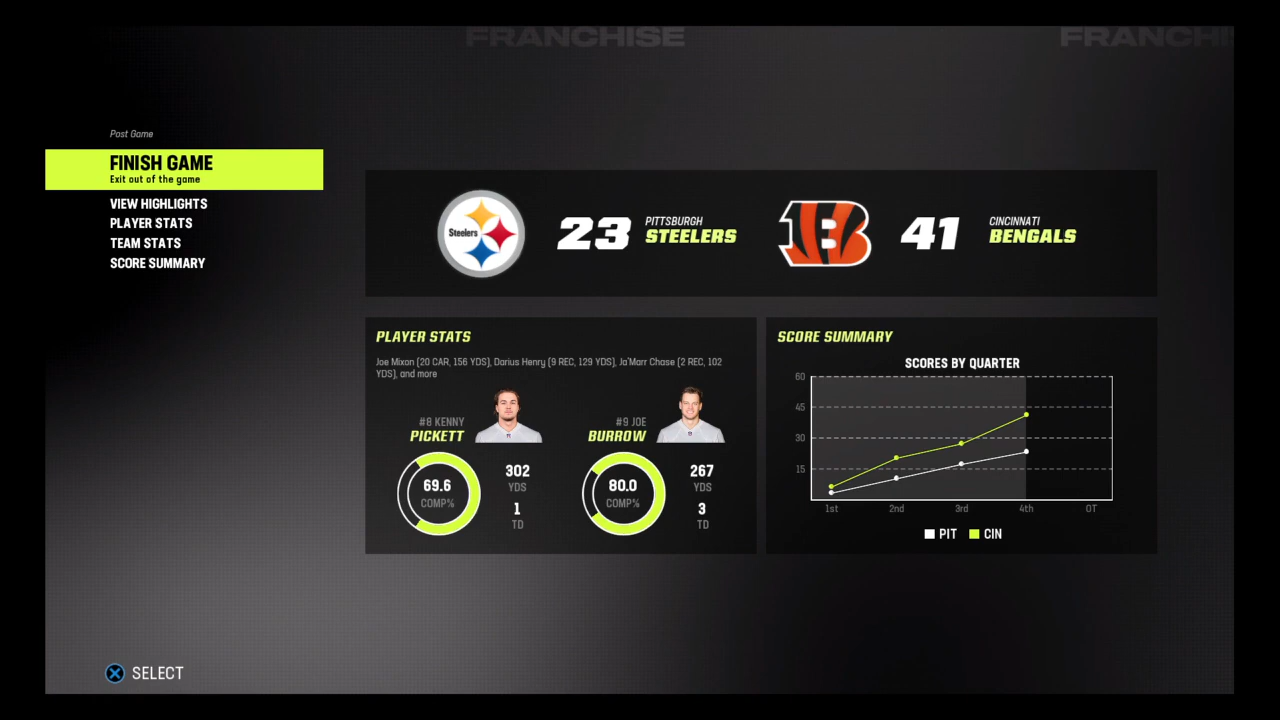 FRANCHISE
FRANCHI
Post Game
FINISH GAME
Exit out of the game
VIEW HIGHLIGHTS
PLAYER STATS
TEAM STATS
SCORE SUMMARY
Steelers
23
PITTSBURGH
STEELERS
41
CINCINNATI
BENGALS
PLAYER STATS
Joe Mixon (20 CAR, 156 YDS), Darius Henry (9 REC, 129 YDS), Ja'Marr Chase (2 REC, 102
YDS), and more
#8 KENNY
PICKETT
69.6
COMP%
302
YDS
1
TD
#9 JOE
BURROW
80.0
COMP%
267
YDS
3
TD
SCORE SUMMARY
SCORES BY QUARTER
60
45
30
15
1st 2nd 3rd 4th OT
PIT CIN
SELECT